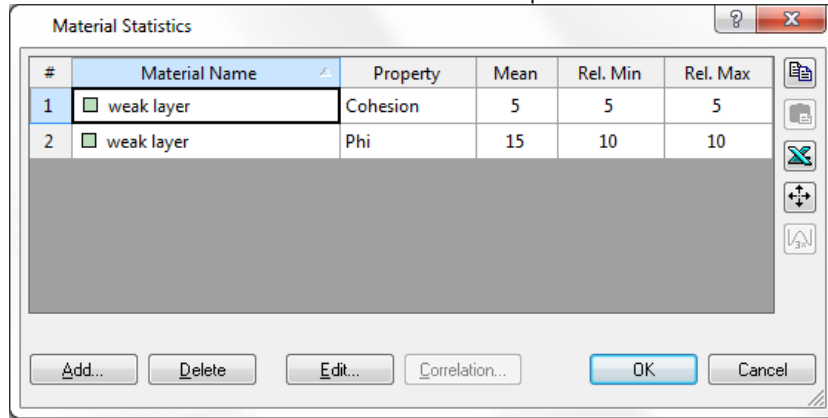 Material Statistics
# Material Name Property Mean Rel. Min Rel. Max
1 weak layer Cohesion 5 5 5
2 weak layer Phi 15 10 10
Add... Delete Edit... Correlation... OK Cancel